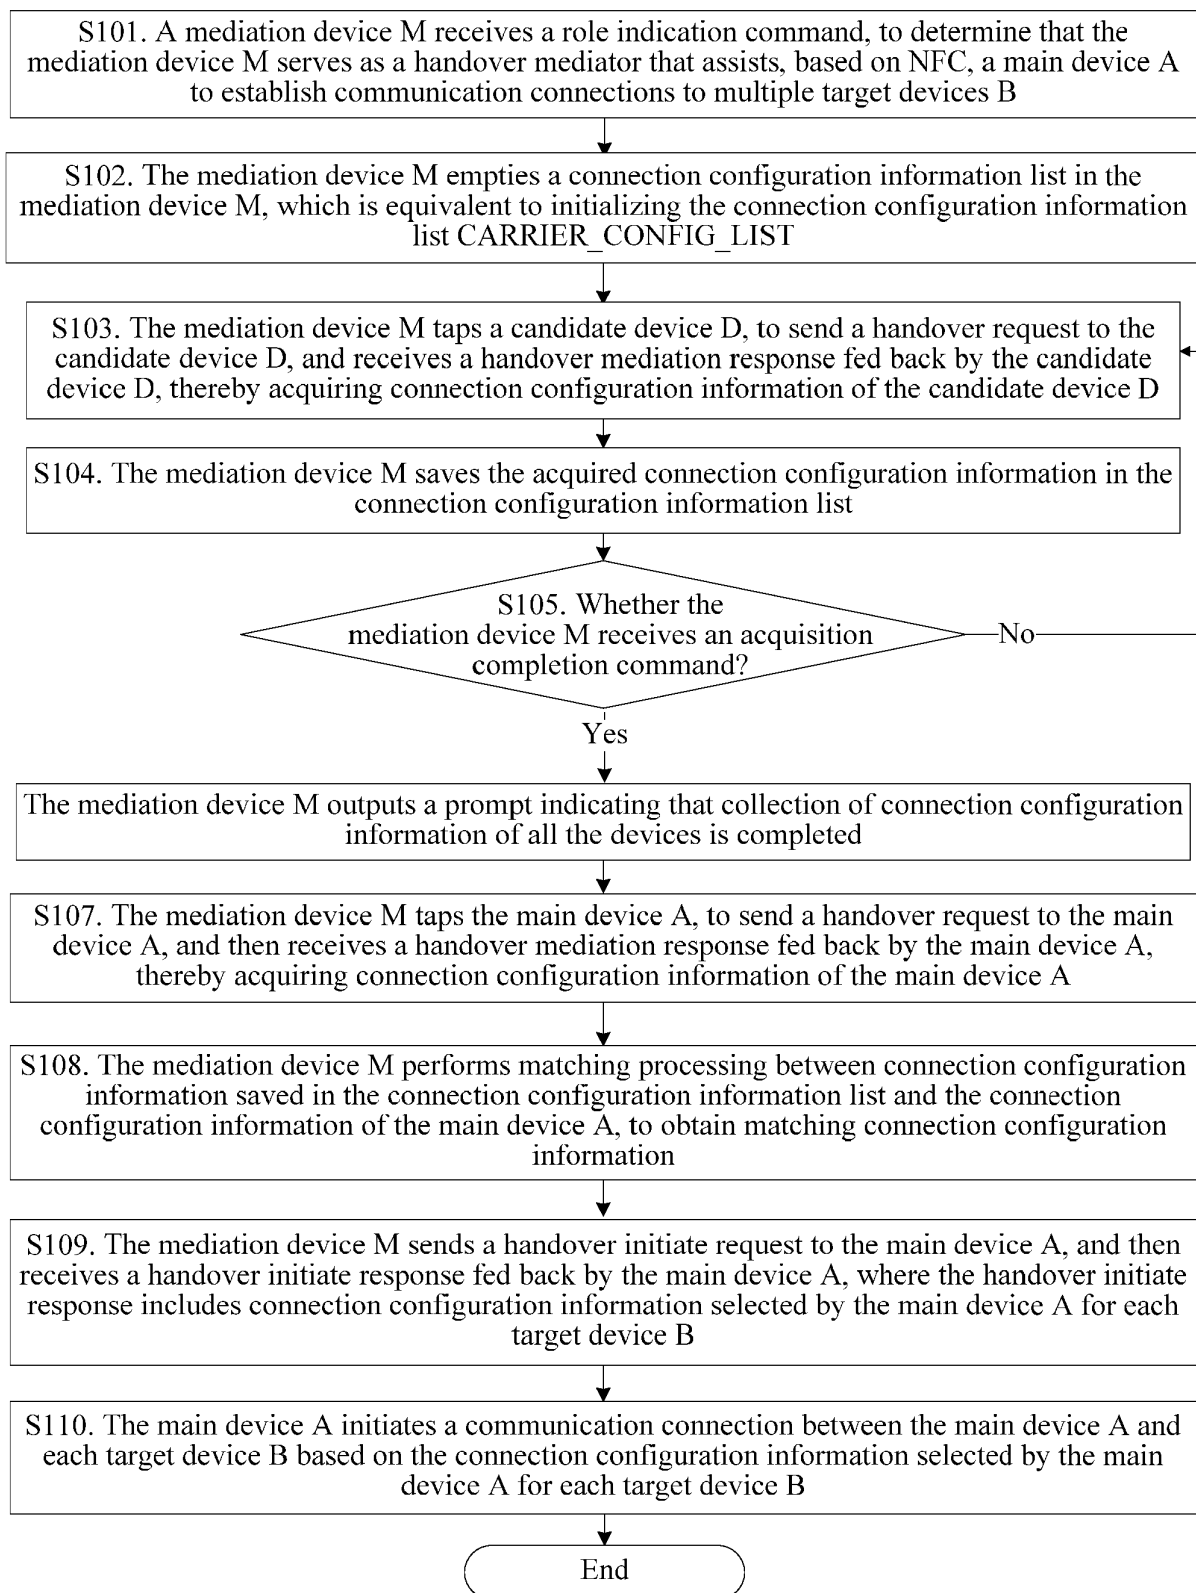 S101. A mediation device M receives a role indication command, to determine that the
mediation device M serves as a handover mediator that assists, based on NFC, a main device A
to establish communication connections to multiple target devices B
S102. The mediation device M empties a connection configuration information list in the
mediation device M, which is equivalent to initializing the connection configuration information
list CARRIER_CONFIG_LIST
S103. The mediation device M taps a candidate device D, to send a handover request to the
candidate device D, and receives a handover mediation response fed back by the candidate
device D, thereby acquiring connection configuration information of the candidate device D
S104. The mediation device M saves the acquired connection configuration information in the
connection configuration information list
S105. Whether the
mediation device M receives an acquisition
completion command?
No
Yes
The mediation device M outputs a prompt indicating that collection of connection configuration
information of all the devices is completed
S107. The mediation device M taps the main device A, to send a handover request to the main
device A, and then receives a handover mediation response fed back by the main device A,
thereby acquiring connection configuration information of the main device A
S108. The mediation device M performs matching processing between connection configuration
information saved in the connection configuration information list and the connection
configuration information of the main device A, to obtain matching connection configuration
information
S109. The mediation device M sends a handover initiate request to the main device A, and then
receives a handover initiate response fed back by the main device A, where the handover initiate
response includes connection configuration information selected by the main device A for each
target device B
S110. The main device A initiates a communication connection between the main device A and
each target device B based on the connection configuration information selected by the main
device A for each target device B
End